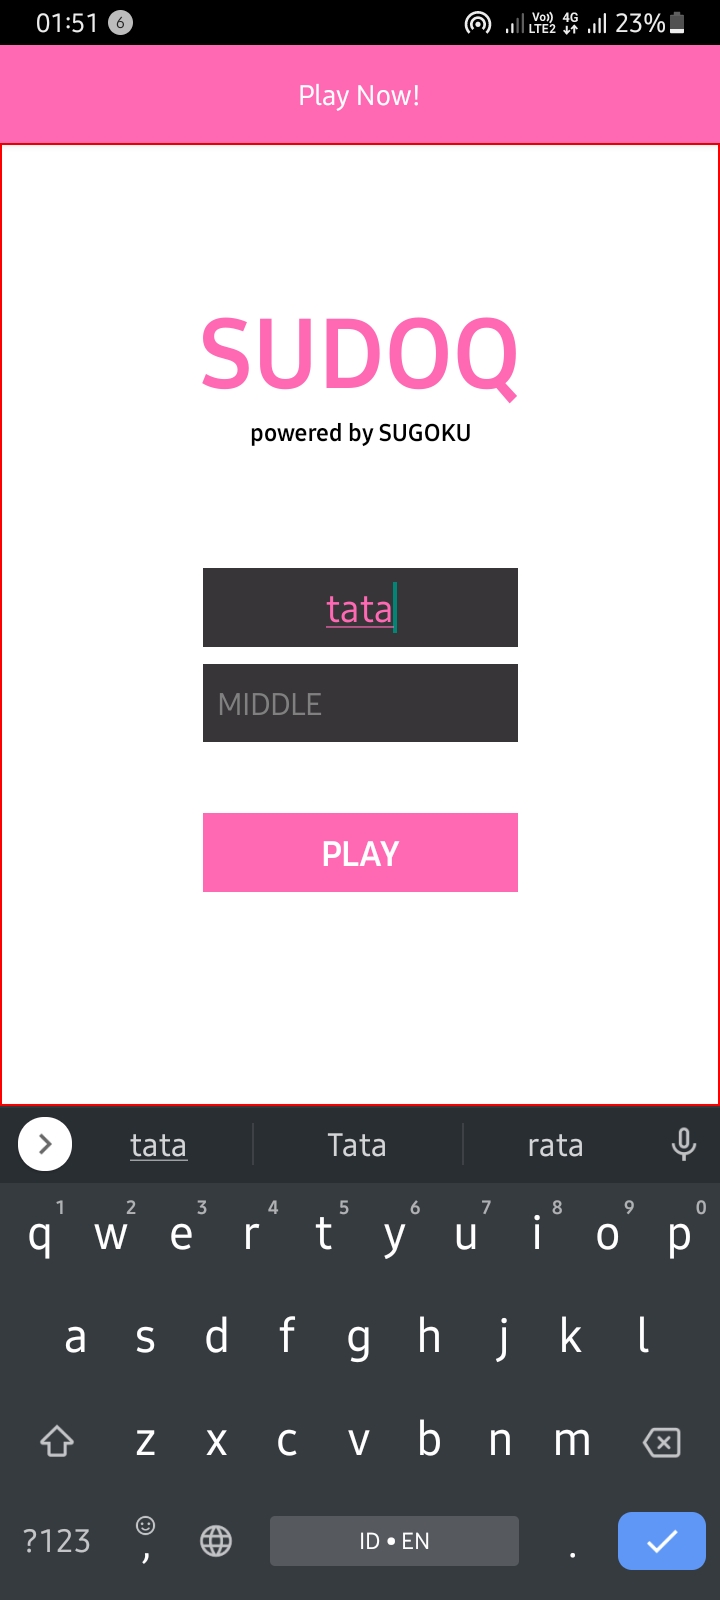 01:51 6 Vo) LTE2 4G 23%
Play Now!
SUDOQ
powered by SUGOKU
tata
MIDDLE
PLAY
tata Tata rata
1 2 3 4 5 6 7 8 9 0
q w e r t y u i o p
a s d f g h j k l
z x c v b n m
?123 , ID • EN .